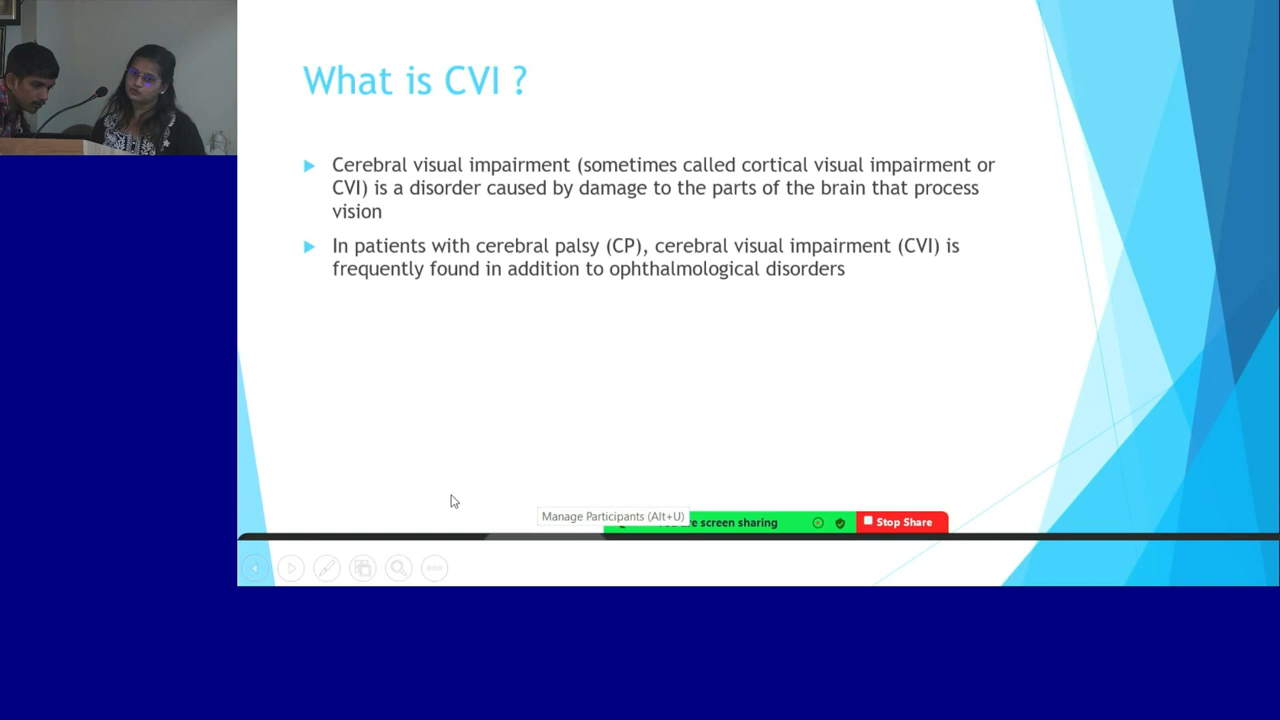 What is CVI ?
Cerebral visual impairment (sometimes called cortical visual impairment or
CVI) is a disorder caused by damage to the parts of the brain that process
vision
In patients with cerebral palsy (CP), cerebral visual impairment (CVI) is
frequently found in addition to ophthalmological disorders
Manage Participants (Alt+U)
screen sharing
Stop Share